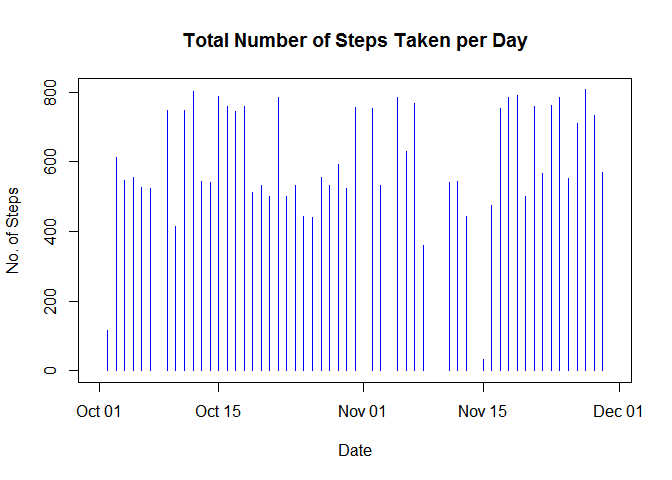 Total Number of Steps Taken per Day
No. of Steps
800
600
400
200
0
Oct 01 Oct 15 Nov 01 Nov 15 Dec 01
Date